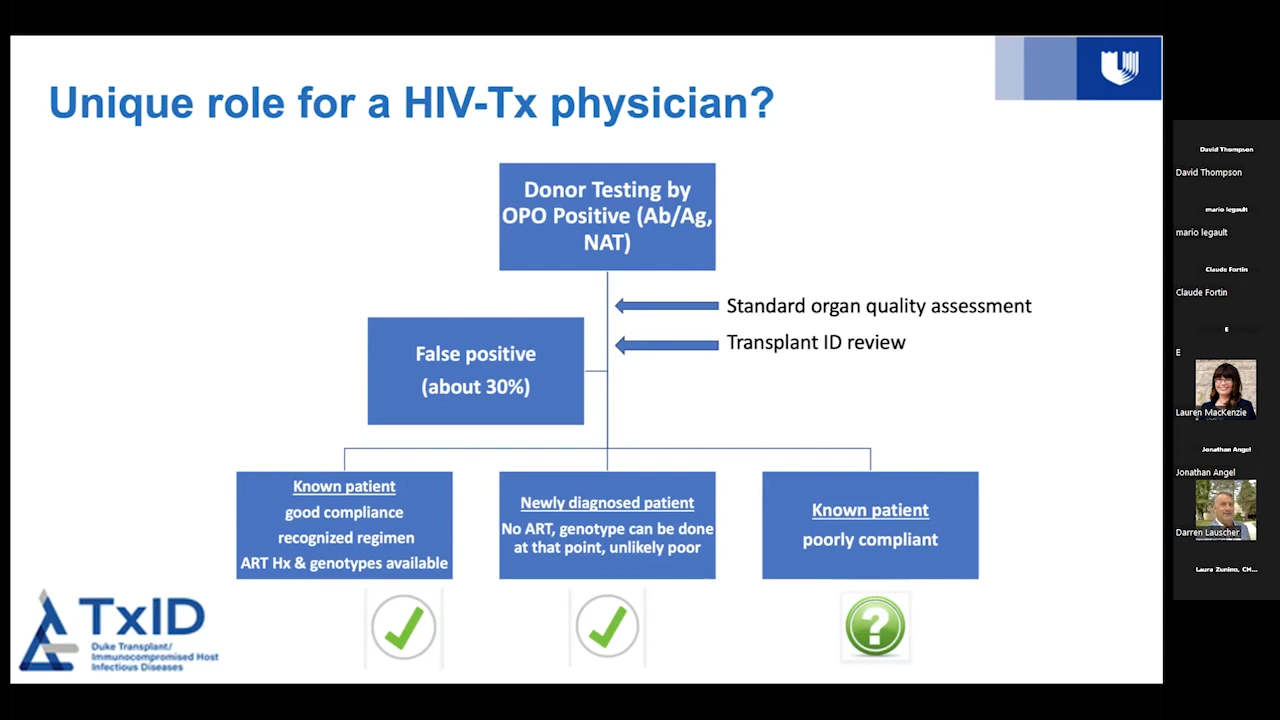 Unique role for a HIV-Tx physician?
Donor Testing by
OPO Positive (Ab/Ag,
NAT)
Standard organ quality assessment
Transplant ID review
False positive
(about 30%)
Known patient
good compliance
recognized regimen
ART Hx & genotypes available
Newly diagnosed patient
No ART, genotype can be done
at that point, unlikely poor
Known patient
poorly compliant
?
TxID
Duke Transplant/
Immunocompromised Host
Infectious Diseases
David Thompson
David Thompson
mario legault
mario legault
Claude Fortin
Claude Fortin
E
E
Lauren MacKenzie
Jonathan Angel
Jonathan Angel
Darren Lauscher
Laura Zunino, CH...